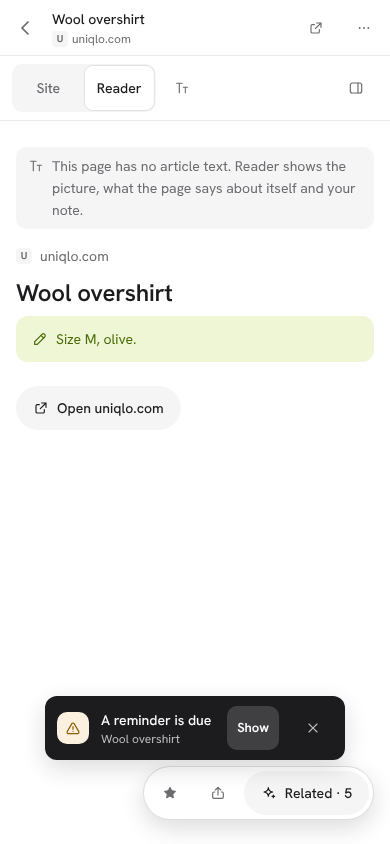 Wool overshirt
U uniqlo.com
Site
Reader
Tт
Tт This page has no article text. Reader shows the
picture, what the page says about itself and your
note.
U uniqlo.com
Wool overshirt
Size M, olive.
Open uniqlo.com
A reminder is due
Wool overshirt
Show
Related · 5